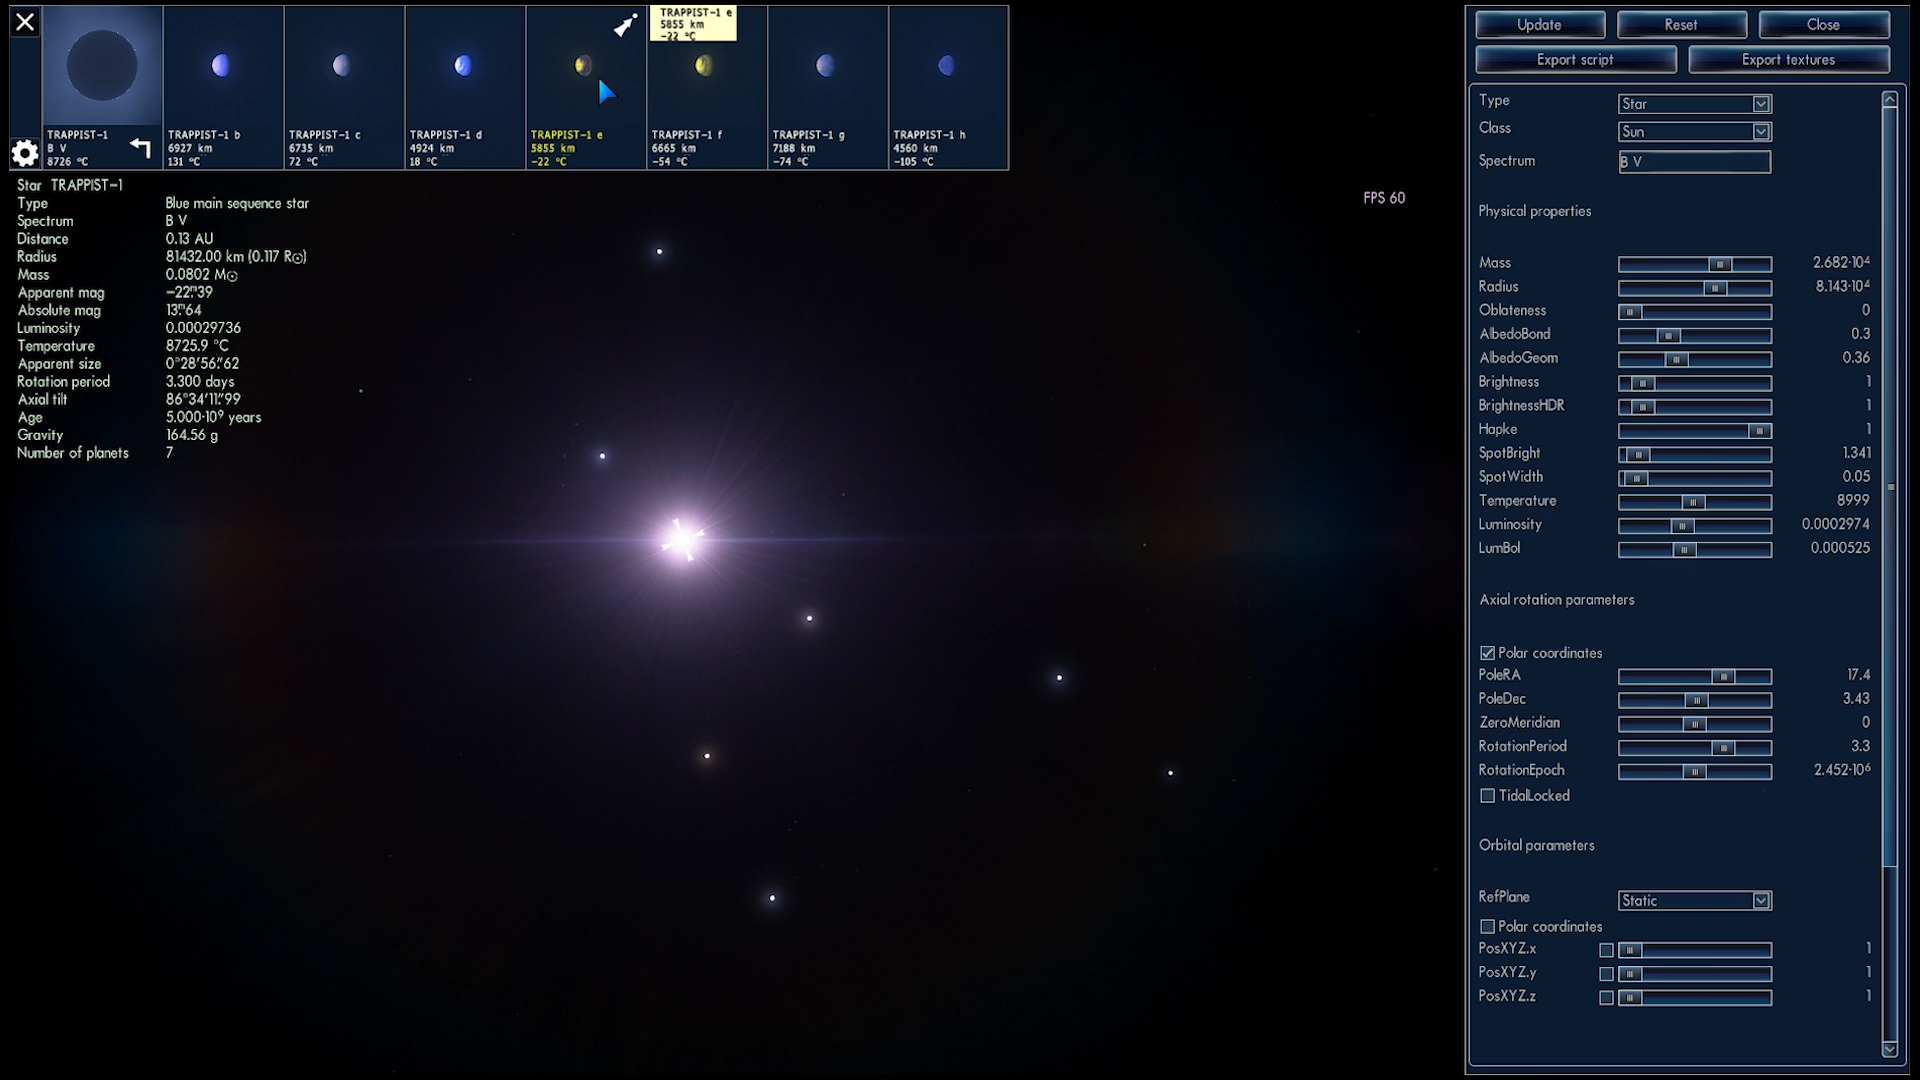 TRAPPIST-1
B V
8726 °C
TRAPPIST-1 b
6927 km
131 °C
TRAPPIST-1 c
6735 km
72 °C
TRAPPIST-1 d
4924 km
18 °C
TRAPPIST-1 e
5855 km
-22 °C
TRAPPIST-1 e
5855 km
-22 °C
TRAPPIST-1 f
6665 km
-54 °C
TRAPPIST-1 g
7188 km
-74 °C
TRAPPIST-1 h
4560 km
-105 °C
Star TRAPPIST-1
Type Blue main sequence star
Spectrum B V
Distance 0.13 AU
Radius 81432.00 km (0.117 R☉)
Mass 0.0802 M☉
Apparent mag -22ᵐ.39
Absolute mag 13ᵐ.64
Luminosity 0.00029736
Temperature 8725.9 °C
Apparent size 0°28'56."62
Rotation period 3.300 days
Axial tilt 86°34'11."99
Age 5.000·10⁹ years
Gravity 164.56 g
Number of planets 7
FPS 60
Update Reset Close
Export script Export textures
Type Star
Class Sun
Spectrum B V
Physical properties
Mass 2.682·10⁴
Radius 8.143·10⁴
Oblateness 0
AlbedoBond 0.3
AlbedoGeom 0.36
Brightness 1
BrightnessHDR 1
Hapke 1
SpotBright 1.341
SpotWidth 0.05
Temperature 8999
Luminosity 0.0002974
LumBol 0.000525
Axial rotation parameters
Polar coordinates
PoleRA 17.4
PoleDec 3.43
ZeroMeridian 0
RotationPeriod 3.3
RotationEpoch 2.452·10⁶
TidalLocked
Orbital parameters
RefPlane Static
Polar coordinates
PosXYZ.x 1
PosXYZ.y 1
PosXYZ.z 1